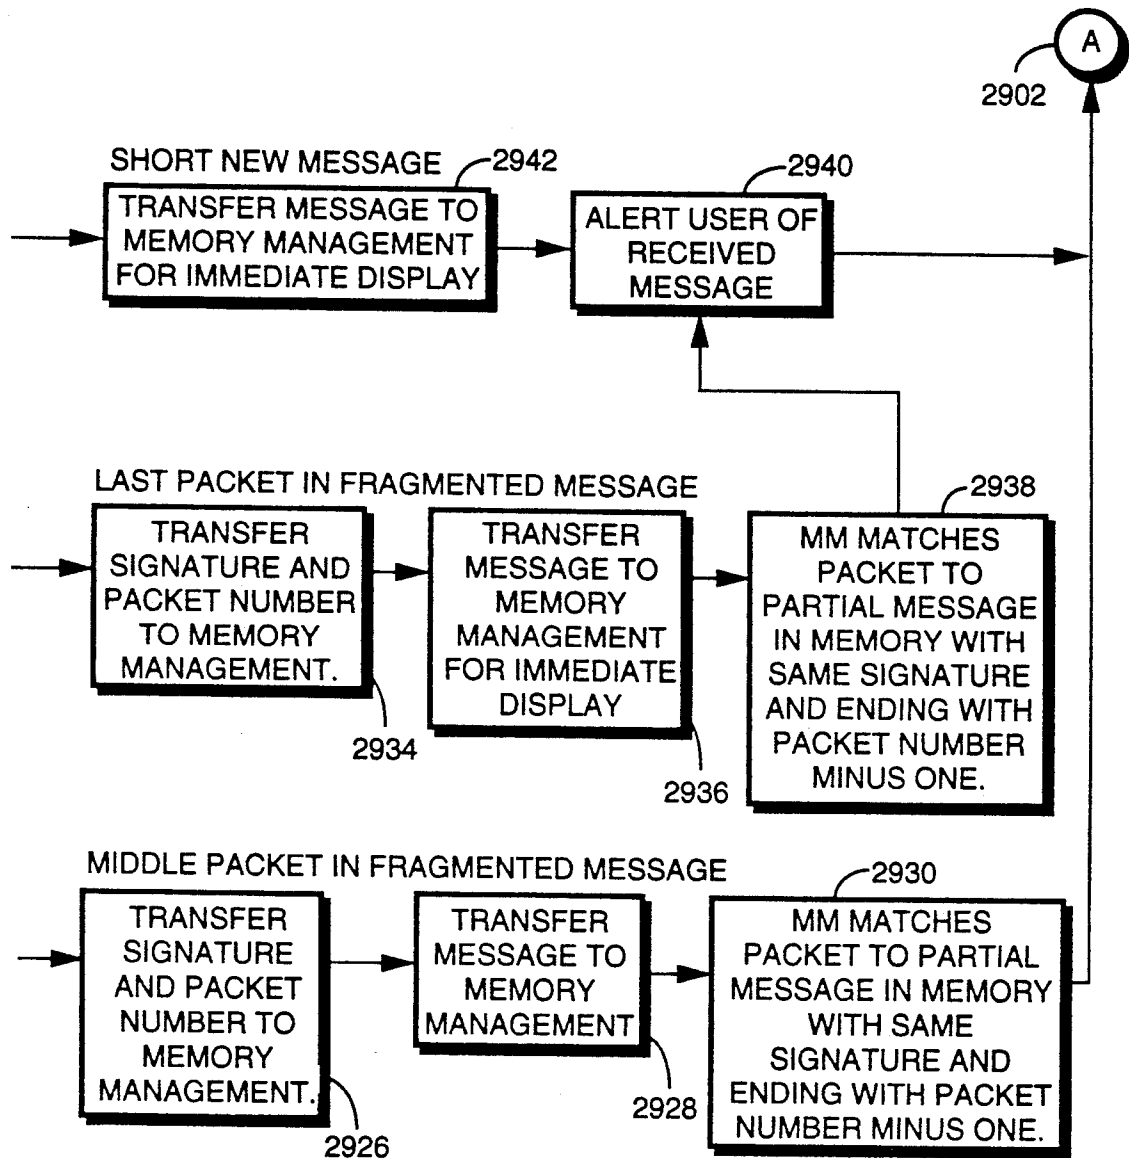 A
2902
SHORT NEW MESSAGE
2942
TRANSFER MESSAGE TO
MEMORY MANAGEMENT
FOR IMMEDIATE DISPLAY
2940
ALERT USER OF
RECEIVED
MESSAGE
LAST PACKET IN FRAGMENTED MESSAGE
TRANSFER
SIGNATURE AND
PACKET NUMBER
TO MEMORY
MANAGEMENT.
2934
TRANSFER
MESSAGE TO
MEMORY
MANAGEMENT
FOR IMMEDIATE
DISPLAY
2936
2938
MM MATCHES
PACKET TO
PARTIAL MESSAGE
IN MEMORY WITH
SAME SIGNATURE
AND ENDING WITH
PACKET NUMBER
MINUS ONE.
MIDDLE PACKET IN FRAGMENTED MESSAGE
TRANSFER
SIGNATURE
AND PACKET
NUMBER TO
MEMORY
MANAGEMENT.
2926
TRANSFER
MESSAGE TO
MEMORY
MANAGEMENT
2928
2930
MM MATCHES
PACKET TO PARTIAL
MESSAGE IN MEMORY
WITH SAME
SIGNATURE AND
ENDING WITH PACKET
NUMBER MINUS ONE.